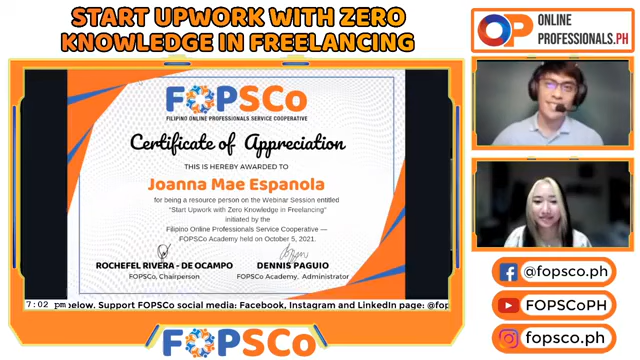 START UPWORK WITH ZERO
KNOWLEDGE IN FREELANCING
OP ONLINE
PROFESSIONALS.PH
FOPSCo
FILIPINO ONLINE PROFESSIONALS SERVICE COOPERATIVE
Certificate of Appreciation
THIS IS HEREBY AWARDED TO
Joanna Mae Espanola
for being a resource person on the Webinar Session entitled
"Start Upwork with Zero Knowledge in Freelancing"
initiated by the
Filipino Online Professionals Service Cooperative —
FOPSCo Academy held on October 5, 2021.
ROCHEFEL RIVERA - DE OCAMPO
FOPSCo, Chairperson
DENNIS PAGUIO
FOPSCo Academy, Administrator
@fopsco.ph
FOPSCoPH
fopsco.ph
7:02 pm elow. Support FOPSCo social media: Facebook, Instagram and LinkedIn page: @fop
FOPSCo